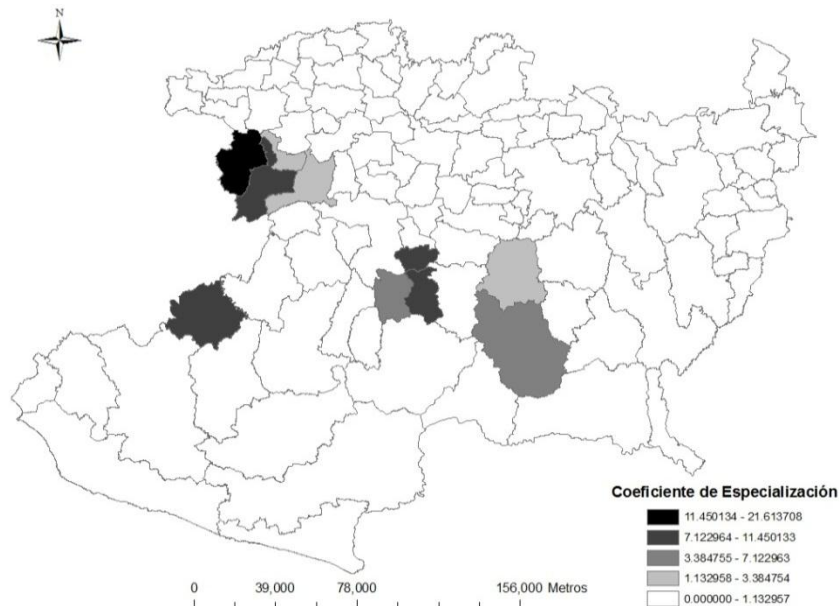 N
Coeficiente de Especialización
11.450134 - 21.613708
7.122964 - 11.450133
3.384755 - 7.122963
1.132958 - 3.384754
0.000000 - 1.132957
0 39,000 78,000 156,000 Metros